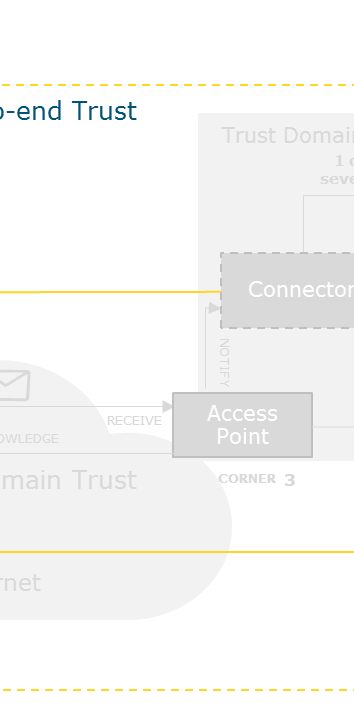 o-end Trust
Trust Domain
1 o
seve
Connector
NOTIFY
RECEIVE
Access
Point
OWLEDGE
main Trust
CORNER 3
rnet